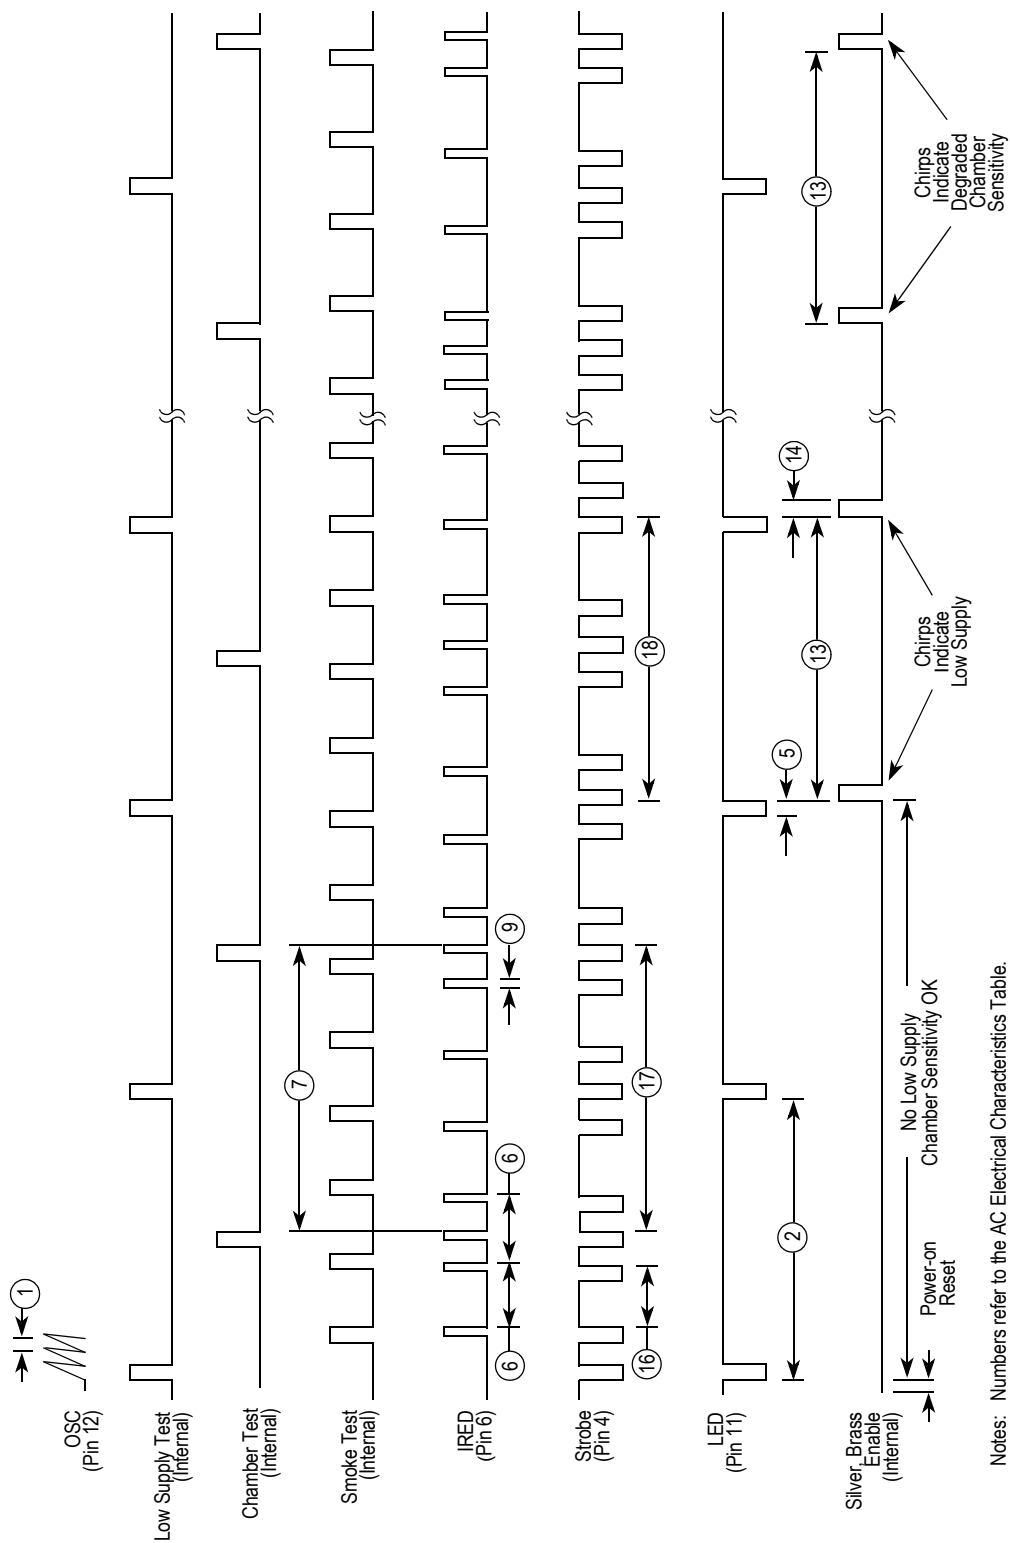 OSC
(Pin 12)
1
Low Supply Test
(Internal)
Chamber Test
(Internal)
7
Smoke Test
(Internal)
IRED
(Pin 6)
6
6
9
Strobe
(Pin 4)
16
17
18
LED
(Pin 11)
2
5
13
14
13
Silver, Brass
Enable
(Internal)
Power-on
Reset
No Low Supply
Chamber Sensitivity OK
Chirps
Indicate
Low Supply
Chirps
Indicate
Degraded
Chamber
Sensitivity
Notes: Numbers refer to the AC Electrical Characteristics Table.